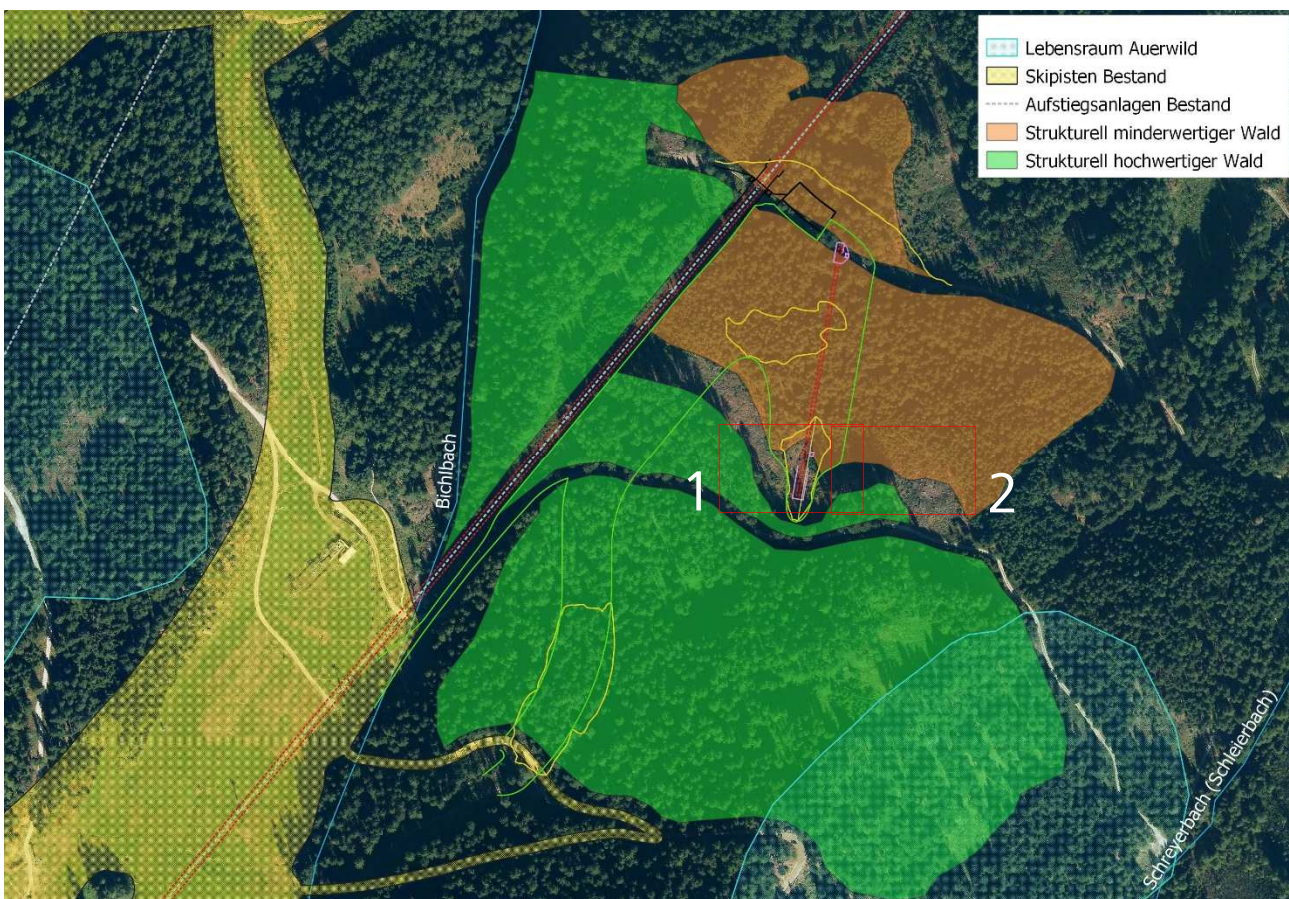 Lebensraum Auerwild
Skipisten Bestand
Aufstiegsanlagen Bestand
Strukturell minderwertiger Wald
Strukturell hochwertiger Wald
Bichlbach
1
2
Schreyerbach (Schleierbach)